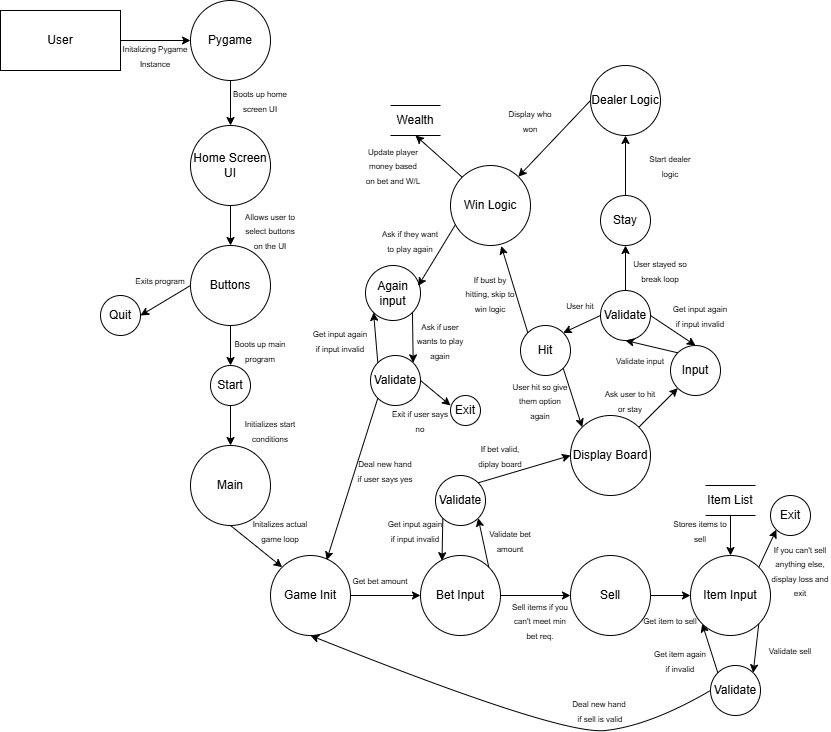 User
Initalizing Pygame
Instance
Pygame
Boots up home
screen UI
Home Screen
UI
Allows user to
select buttons
on the UI
Buttons
Exits program
Quit
Boots up main
program
Start
Initializes start
conditions
Main
Initalizes actual
game loop
Game Init
Get bet amount
Bet Input
Get input again
if input invalid
Validate bet
amount
Validate
If bet valid,
diplay board
Display Board
Ask user to hit
or stay
Input
Validate input
Get input again
if input invalid
Validate
User hit
Hit
User hit so give
them option
again
If bust by
hitting, skip to
win logic
User stayed so
break loop
Stay
Start dealer
logic
Dealer Logic
Display who
won
Win Logic
Wealth
Update player
money based
on bet and W/L
Ask if they want
to play again
Again
input
Get input again
if input invalid
Ask if user
wants to play
again
Validate
Exit if user says
no
Exit
Deal new hand
if user says yes
Sell items if you
can't meet min
bet req.
Sell
Get item to sell
Item Input
Item List
Stores items to
sell
Exit
If you can't sell
anything else,
display loss and
exit
Validate sell
Get item again
if invalid
Validate
Deal new hand
if sell is valid